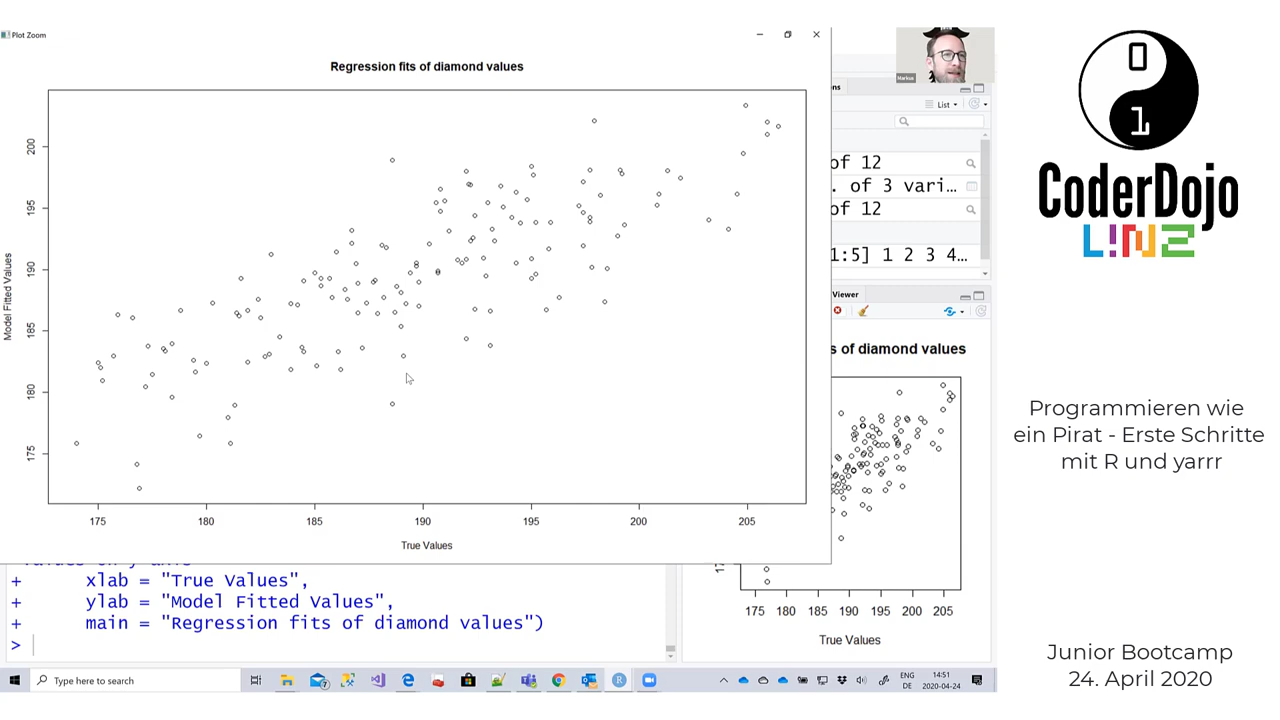 Plot Zoom
Regression fits of diamond values
Model Fitted Values
200
195
190
185
180
175
175 180 185 190 195 200 205
True Values
Markus
ons
List
of 12
. of 3 vari...
of 12
1:5] 1 2 3 4...
Viewer
s of diamond values
175 180 185 190 195 200 205
True Values
+ xlab = "True Values",
+ ylab = "Model Fitted Values",
+ main = "Regression fits of diamond values")
>
Type here to search
7
R
ENG
DE
14:51
2020-04-24
0
1
CoderDojo
L!NZ
Programmieren wie
ein Pirat - Erste Schritte
mit R und yarrr
Junior Bootcamp
24. April 2020